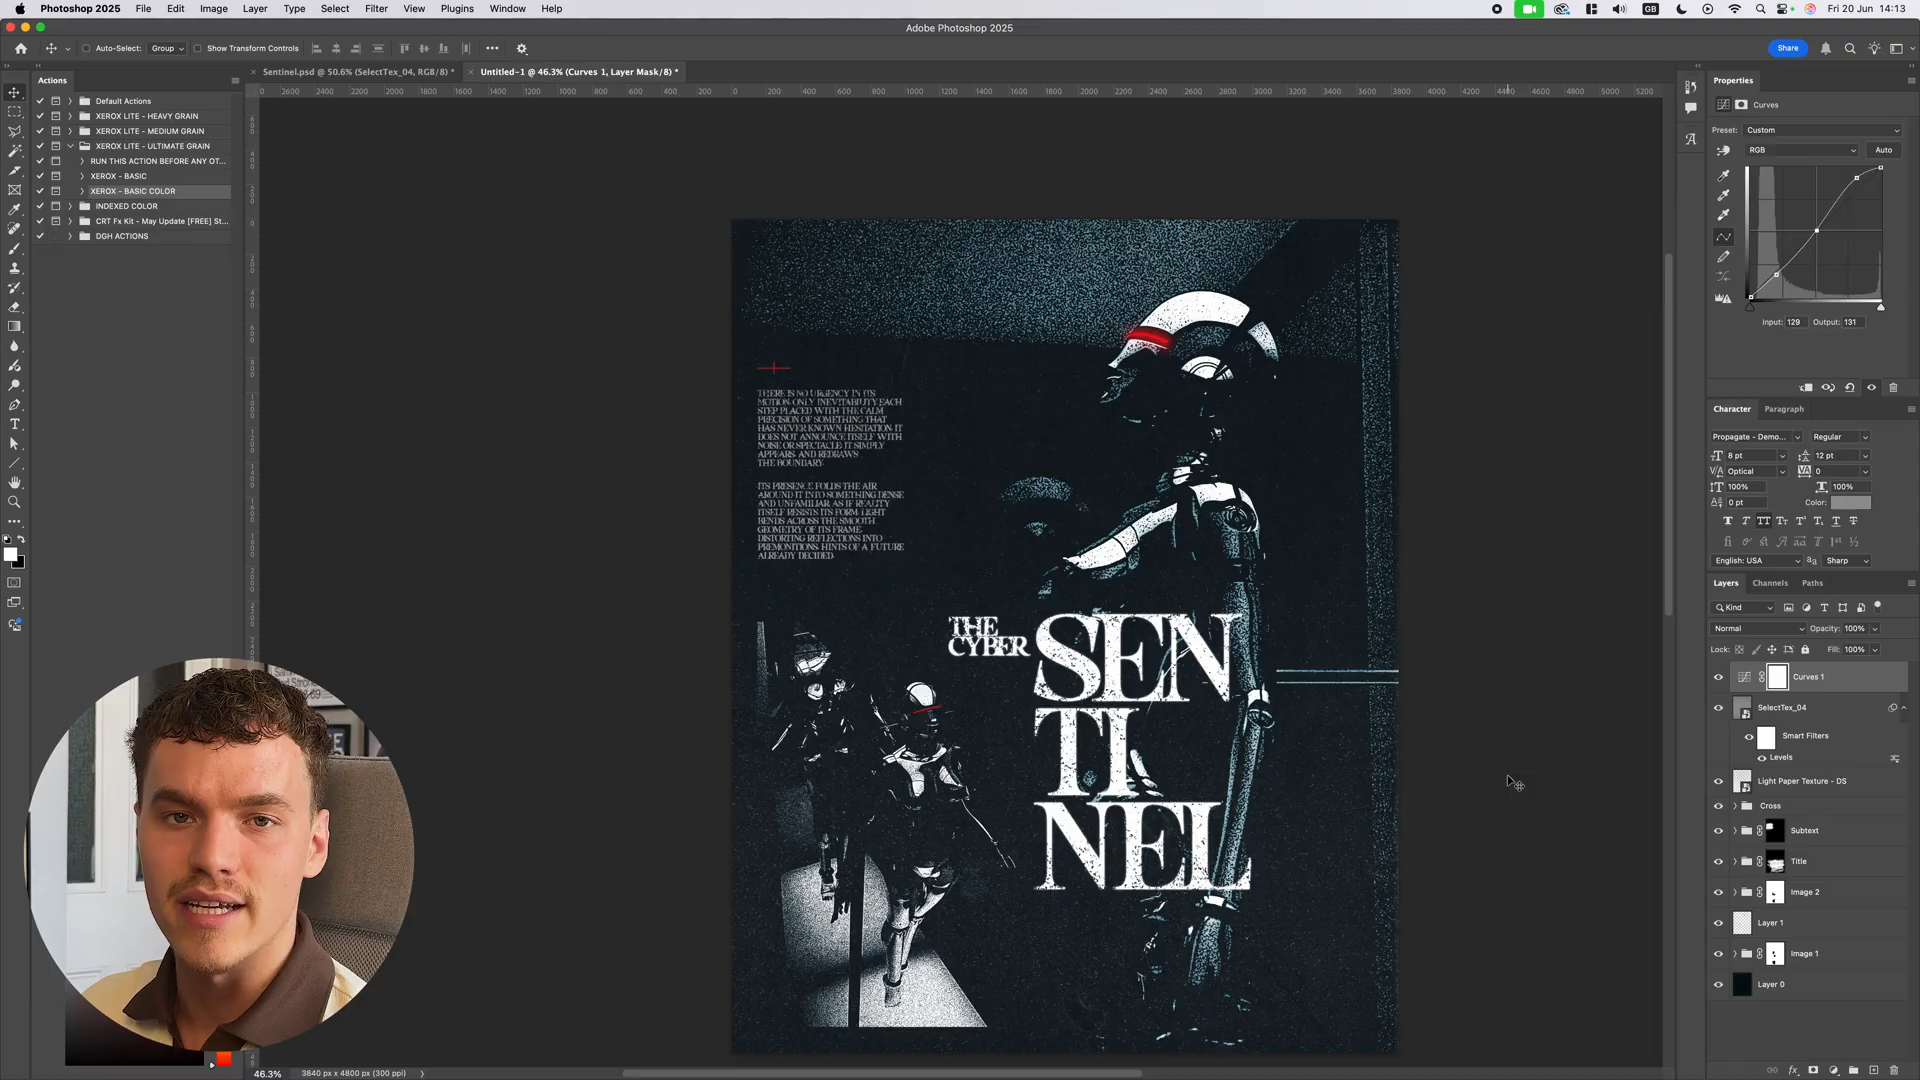 Photoshop 2025 File Edit Image Layer Type Select Filter View Plugins Window Help
GB Fri 20 Jun 14:13
Adobe Photoshop 2025
Auto-Select: Group Show Transform Controls
Share
Actions
Sentinel.psd @ 50.6% (SelectTex_04, RGB/8) *
Untitled-1 @ 46.3% (Curves 1, Layer Mask/8) *
Default Actions
XEROX LITE - HEAVY GRAIN
XEROX LITE - MEDIUM GRAIN
XEROX LITE - ULTIMATE GRAIN
RUN THIS ACTION BEFORE ANY OT...
XEROX - BASIC
XEROX - BASIC COLOR
INDEXED COLOR
CRT Fx Kit - May Update [FREE] St...
DGH ACTIONS
THERE IS NO URGENCY IN ITS
MOTION. ONLY INEVITABILITY. EACH
STEP PLACED WITH THE CALM
PRECISION OF SOMETHING THAT
HAS NEVER KNOWN HESITATION. IT
DOES NOT ANNOUNCE ITSELF WITH
NOISE OR SPECTACLE. IT SIMPLY
APPEARS. AND REDRAWS
THE BOUNDARY.
ITS PRESENCE FOLDS THE AIR
AROUND IT INTO SOMETHING DENSE
AND UNFAMILIAR. AS IF REALITY
ITSELF RESISTS ITS FORM. LIGHT
BENDS ACROSS THE SMOOTH
GEOMETRY OF ITS FRAME.
DISTORTING REFLECTIONS INTO
PREMONITIONS. HINTS OF A FUTURE
ALREADY DECIDED.
THE
CYBER
SEN
TI
NEL
46.3% 3840 px x 4800 px (300 ppi)
Properties
Curves
Preset: Custom
RGB Auto
Input: 129 Output: 131
Character Paragraph
Propagate - Demo... Regular
8 pt 12 pt
Optical 0
100% 100%
0 pt Color:
English: USA Sharp
Layers Channels Paths
Kind
Normal Opacity: 100%
Lock: Fill: 100%
Curves 1
SelectTex_04
Smart Filters
Levels
Light Paper Texture - DS
Cross
Subtext
Title
Image 2
Layer 1
Image 1
Layer 0